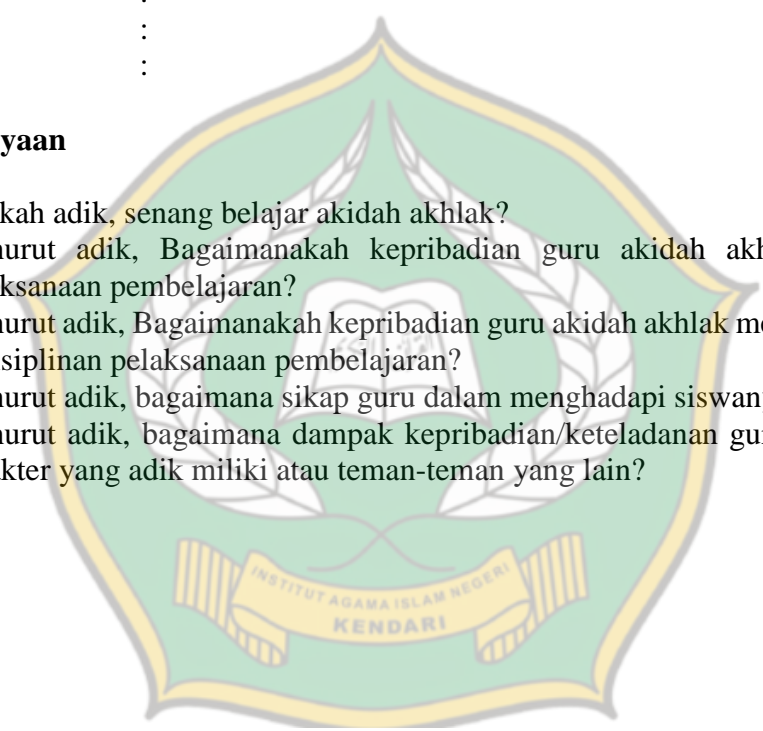 :
:
:
yaan
kah adik, senang belajar akidah akhlak?
nurut adik, Bagaimanakah kepribadian guru akidah akh
ksanaan pembelajaran?
nurut adik, Bagaimanakah kepribadian guru akidah akhlak me
siplinan pelaksanaan pembelajaran?
nurut adik, bagaimana sikap guru dalam menghadapi siswany
nurut adik, bagaimana dampak kepribadian/keteladanan gur
kter yang adik miliki atau teman-teman yang lain?
INSTITUT AGAMA ISLAM NEGERI
KENDARI